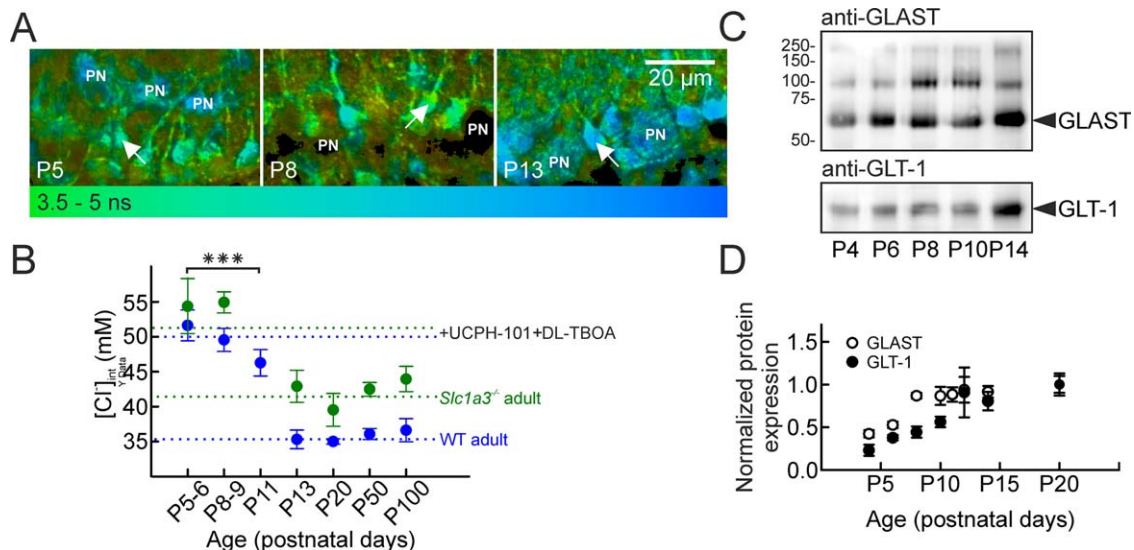 A
PN
PN
PN
P5
PN
PN
P8
20 µm
PN
PN
P13
3.5 - 5 ns
B
***
55
50
45
40
35
[Cl-]int (mM)
Y Data
+UCPH-101+DL-TBOA
Slc1a3-/- adult
WT adult
P5-6
P8-9
P11
P13
P20
P50
P100
Age (postnatal days)
C
anti-GLAST
250-
150-
100-
75-
50-
GLAST
anti-GLT-1
GLT-1
P4 P6 P8 P10 P14
D
Normalized protein
expression
1.5
1.0
0.5
0.0
GLAST
GLT-1
P5 P10 P15 P20
Age (postnatal days)